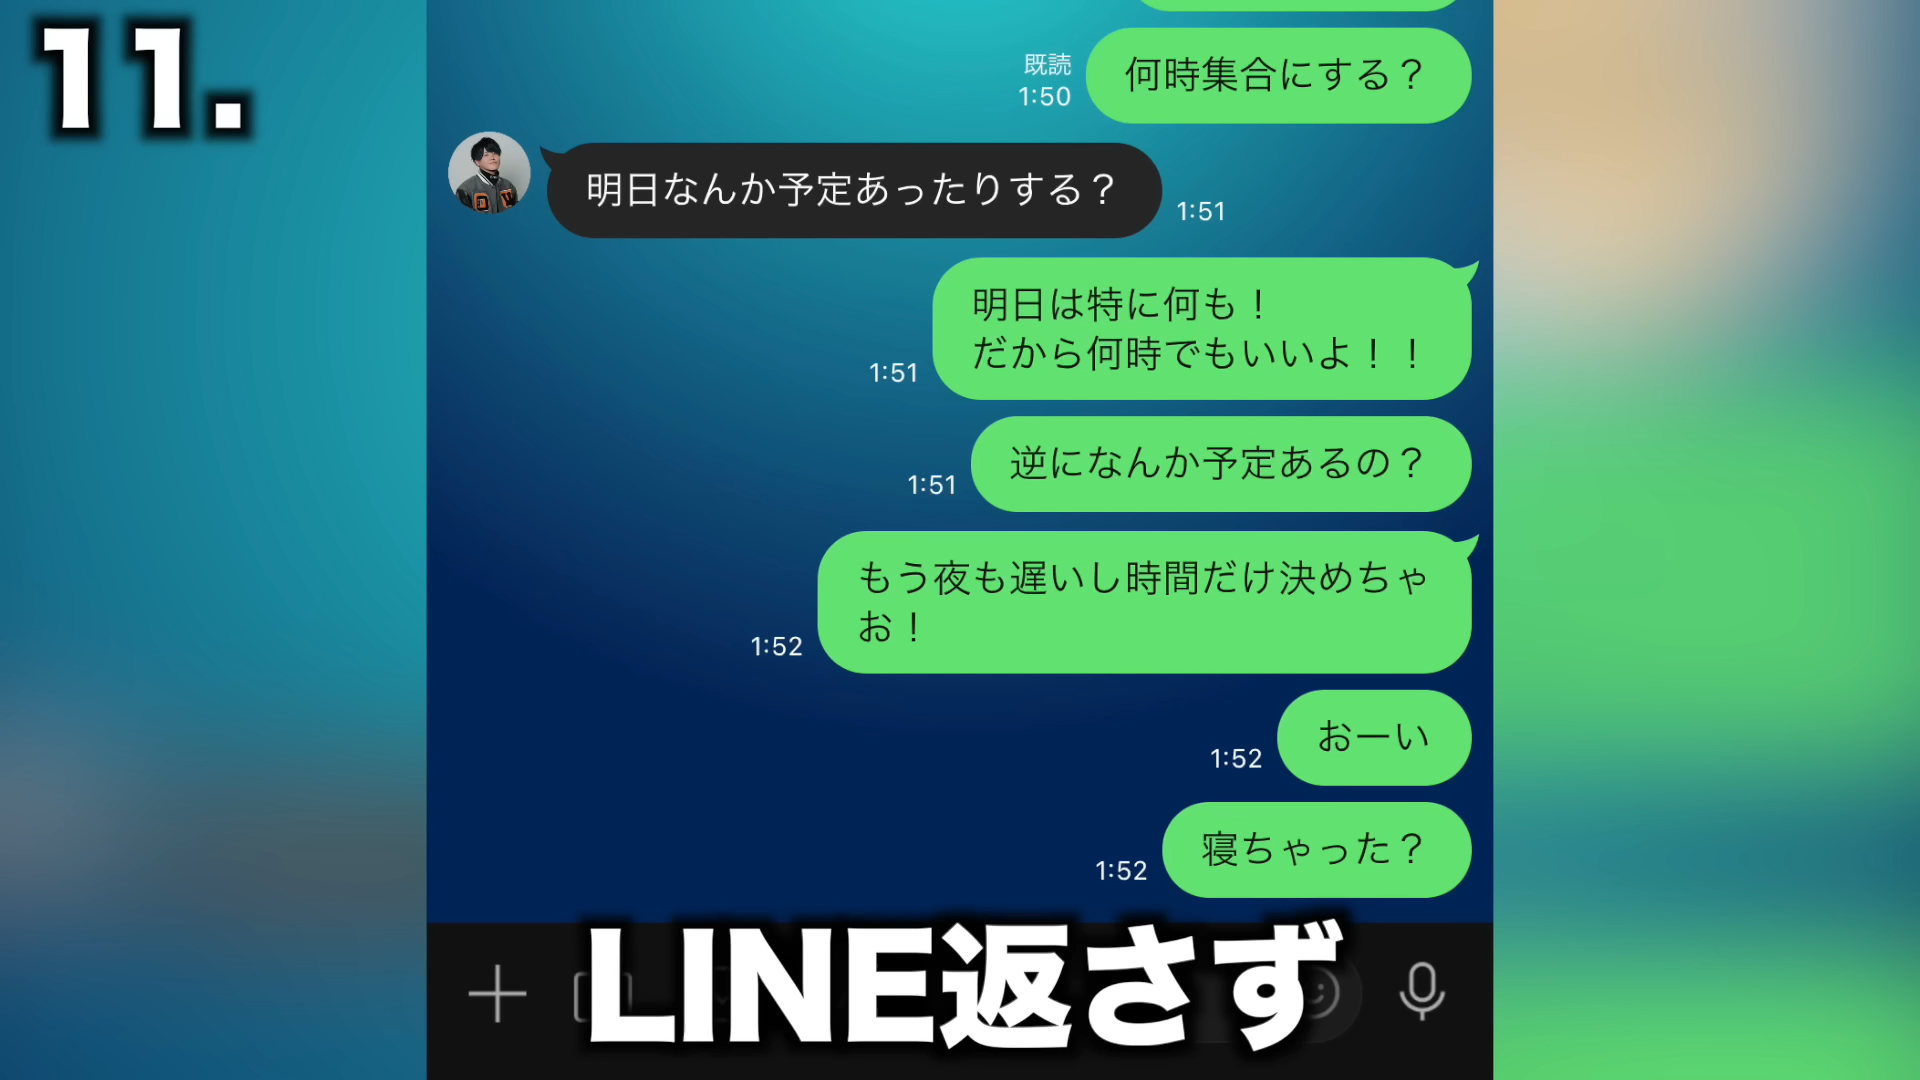 11.
既読
1:50
何時集合にする？
明日なんか予定あったりする？
1:51
明日は特に何も！
だから何時でもいいよ！！
1:51
逆になんか予定あるの？
1:51
もう夜も遅いし時間だけ決めちゃ
お！
1:52
おーい
1:52
寝ちゃった？
1:52
LINE返さず